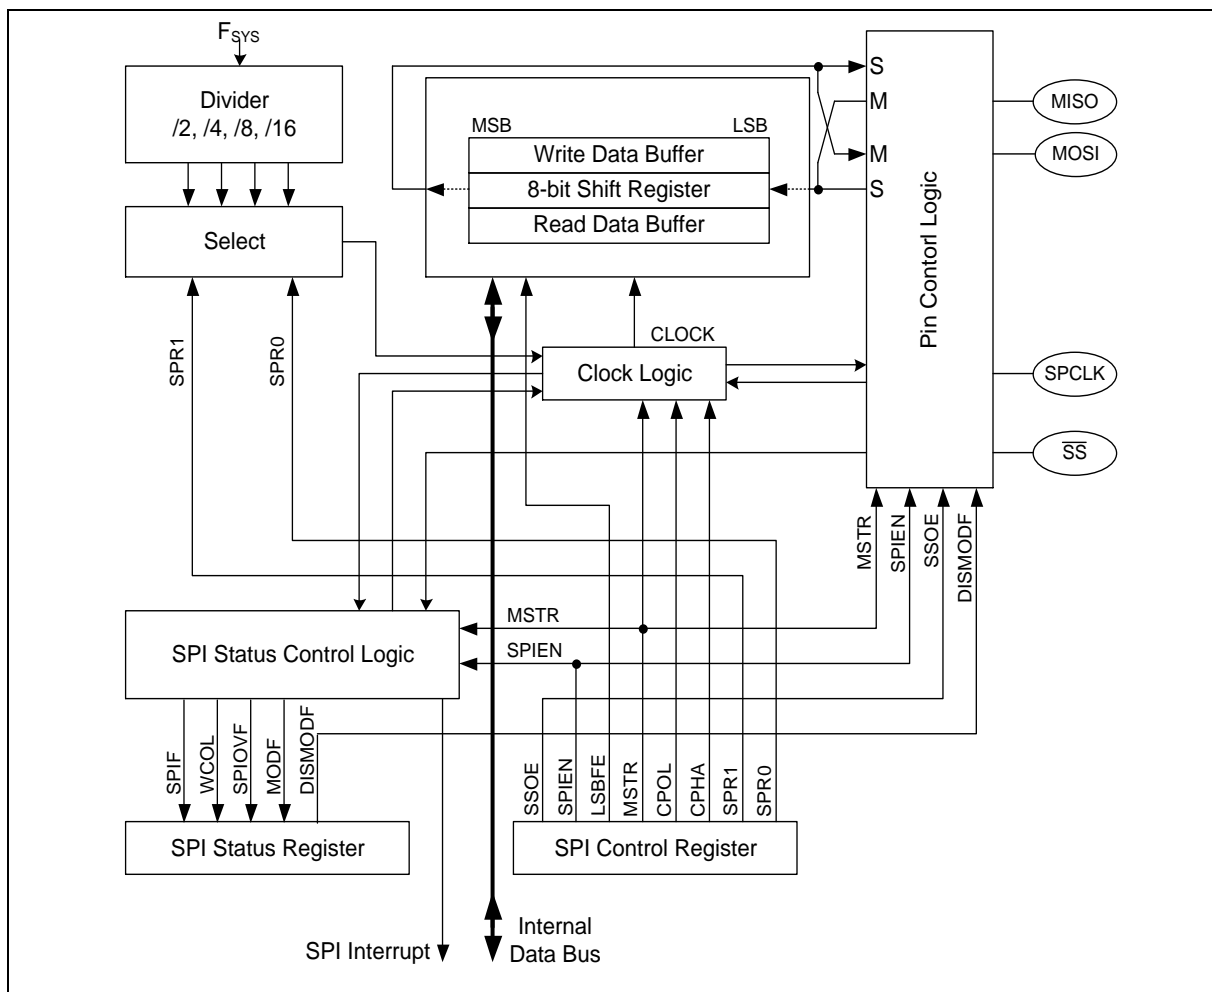 FSYS
Divider
/2, /4, /8, /16
Select
SPR1
SPR0
MSB
LSB
Write Data Buffer
8-bit Shift Register
Read Data Buffer
CLOCK
Clock Logic
S
M
M
S
Pin Contorl Logic
MISO
MOSI
SPCLK
SS
MSTR
SPIEN
SSOE
DISMODF
SPI Status Control Logic
MSTR
SPIEN
SPIF
WCOL
SPIOVF
MODF
DISMODF
SPI Status Register
SSOE
SPIEN
LSBFE
MSTR
CPOL
CPHA
SPR1
SPR0
SPI Control Register
SPI Interrupt
Internal
Data Bus